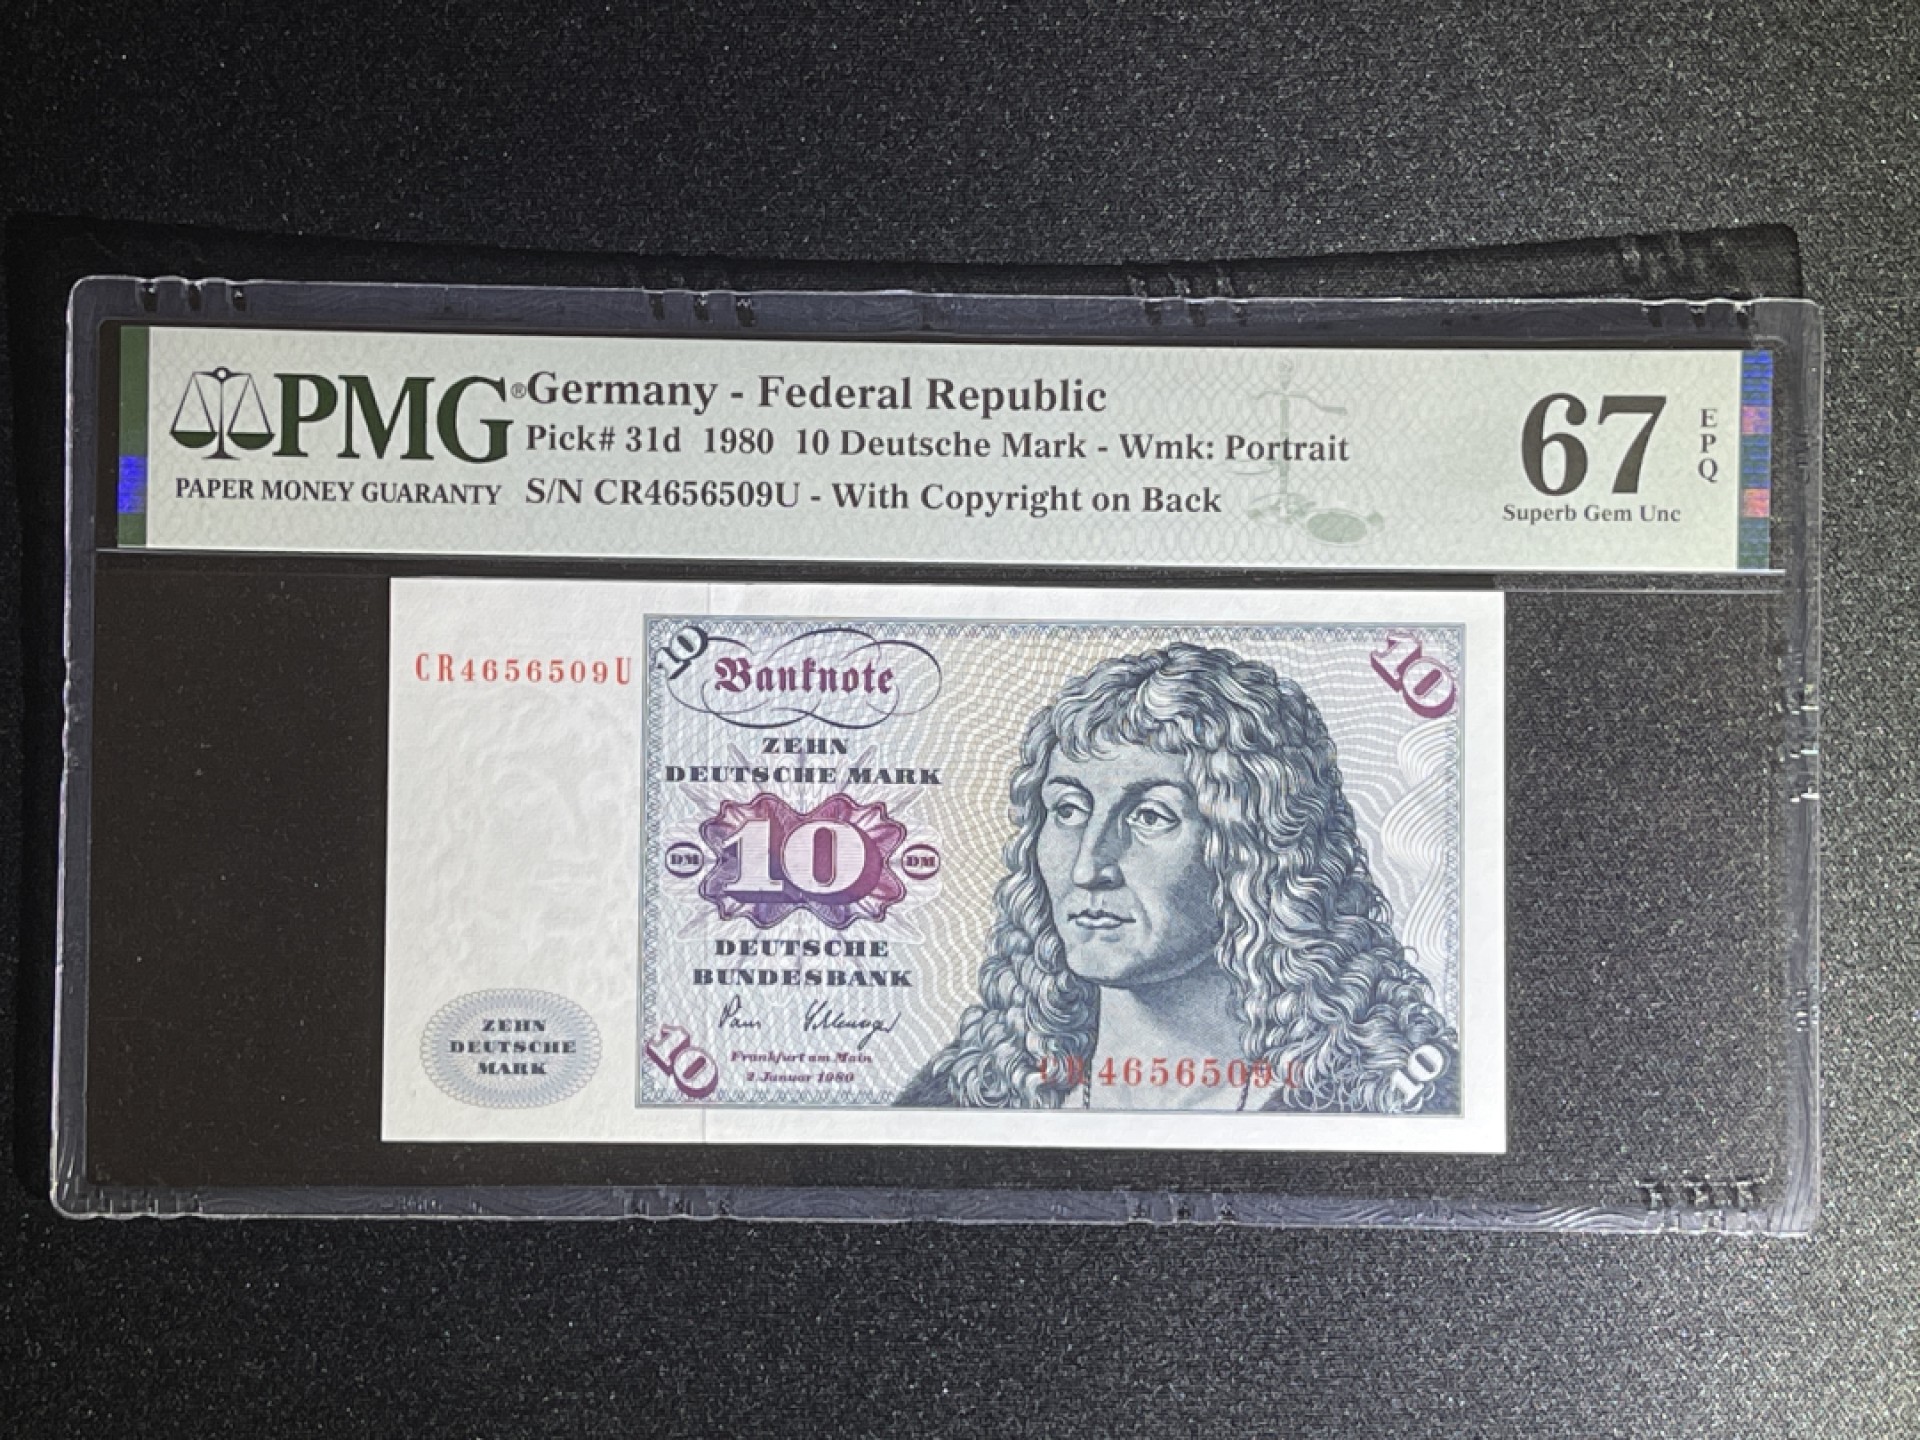 PMG®
PAPER MONEY GUARANTY
Germany - Federal Republic
Pick# 31d 1980 10 Deutsche Mark - Wmk: Portrait
S/N CR4656509U - With Copyright on Back
67
EPQ
Superb Gem Unc
CR4656509U
10
Banknote
10
ZEHN
DEUTSCHE MARK
DM 10 DM
DEUTSCHE
BUNDESBANK
Frankfurt am Main
2. Januar 1980
ZEHN
DEUTSCHE
MARK
10
CR4656509U
10